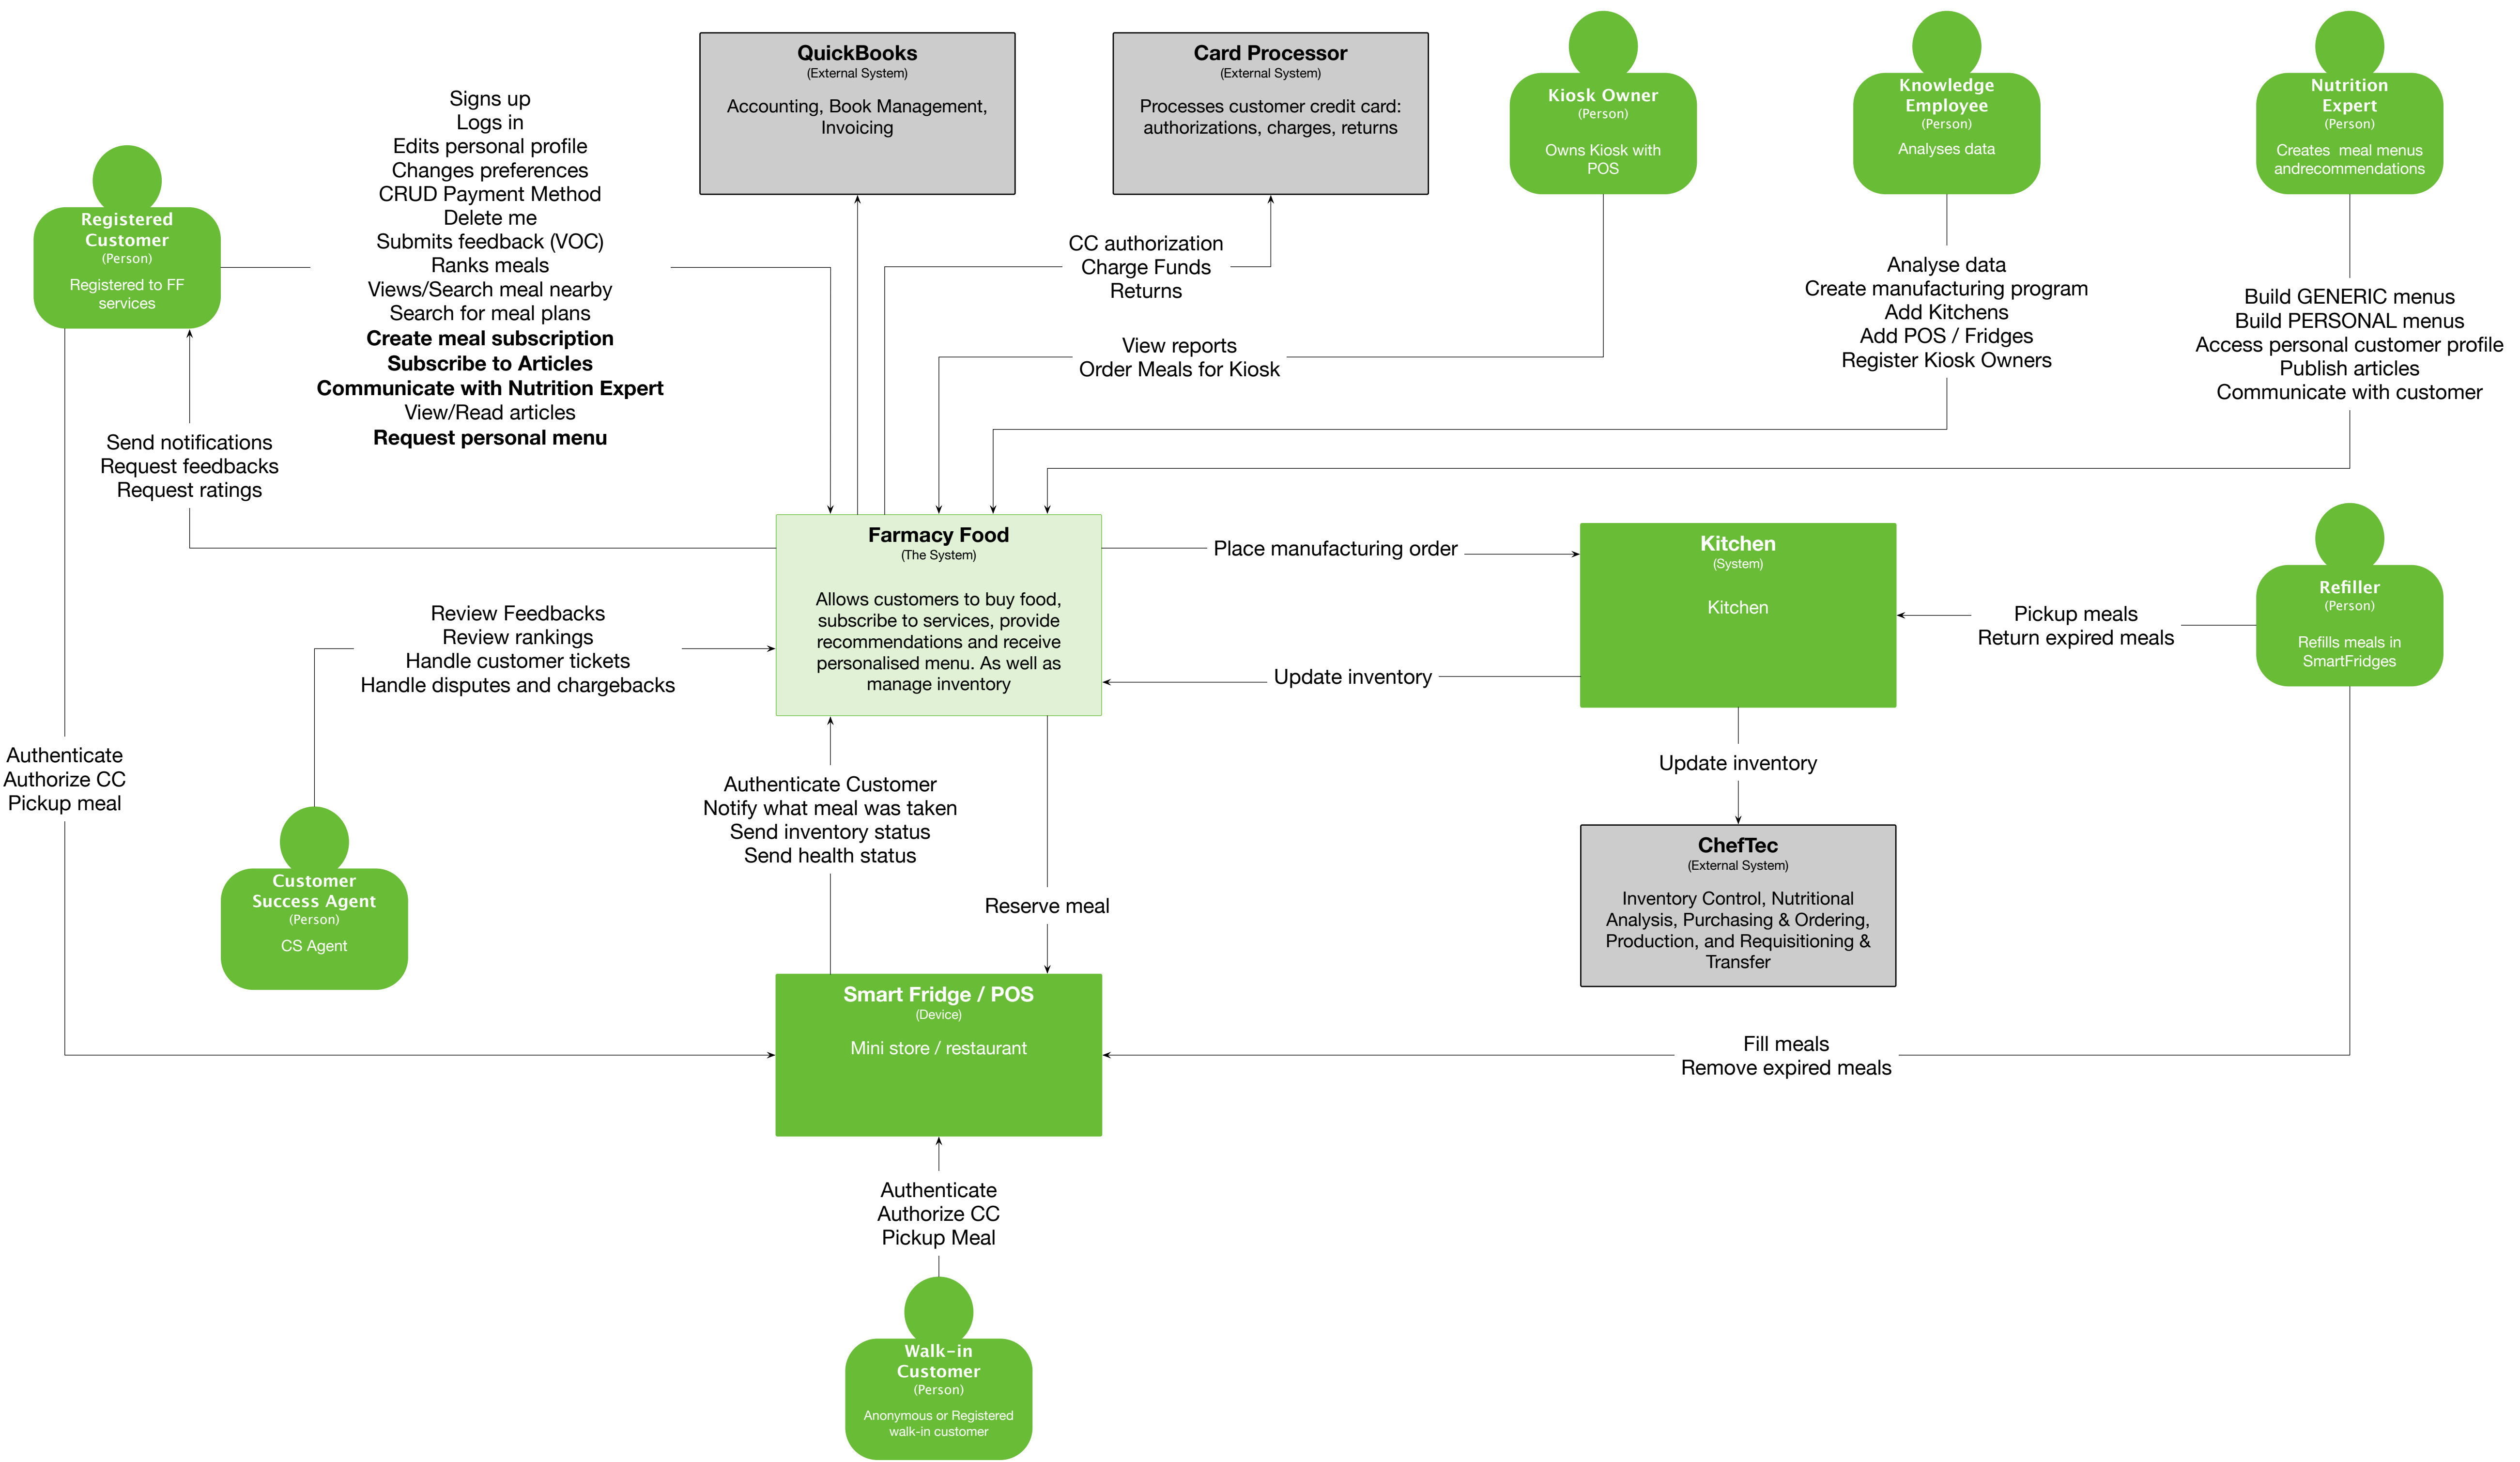 QuickBooks
(External System)
Accounting, Book Management,
Invoicing
Card Processor
(External System)
Processes customer credit card:
authorizations, charges, returns
Kiosk Owner
(Person)
Owns Kiosk with
POS
Knowledge
Employee
(Person)
Analyses data
Nutrition
Expert
(Person)
Creates  meal menus
andrecommendations
Registered
Customer
(Person)
Registered to FF
services
Signs up
Logs in
Edits personal profile
Changes preferences
CRUD Payment Method
Delete me
Submits feedback (VOC)
Ranks meals
Views/Search meal nearby
Search for meal plans
Create meal subscription
Subscribe to Articles
Communicate with Nutrition Expert
View/Read articles
Request personal menu
CC authorization
Charge Funds
Returns
View reports
Order Meals for Kiosk
Analyse data
Create manufacturing program
Add Kitchens
Add POS / Fridges
Register Kiosk Owners
Build GENERIC menus
Build PERSONAL menus
Access personal customer profile
Publish articles
Communicate with customer
Send notifications
Request feedbacks
Request ratings
Farmacy Food
(The System)
Allows customers to buy food,
subscribe to services, provide
recommendations and receive
personalised menu. As well as
manage inventory
Place manufacturing order
Update inventory
Kitchen
(System)
Kitchen
Pickup meals
Return expired meals
Refiller
(Person)
Refills meals in
SmartFridges
Review Feedbacks
Review rankings
Handle customer tickets
Handle disputes and chargebacks
Authenticate
Authorize CC
Pickup meal
Customer
Success Agent
(Person)
CS Agent
Authenticate Customer
Notify what meal was taken
Send inventory status
Send health status
Reserve meal
Update inventory
ChefTec
(External System)
Inventory Control, Nutritional
Analysis, Purchasing & Ordering,
Production, and Requisitioning &
Transfer
Smart Fridge / POS
(Device)
Mini store / restaurant
Fill meals
Remove expired meals
Authenticate
Authorize CC
Pickup Meal
Walk-in
Customer
(Person)
Anonymous or Registered
walk-in customer